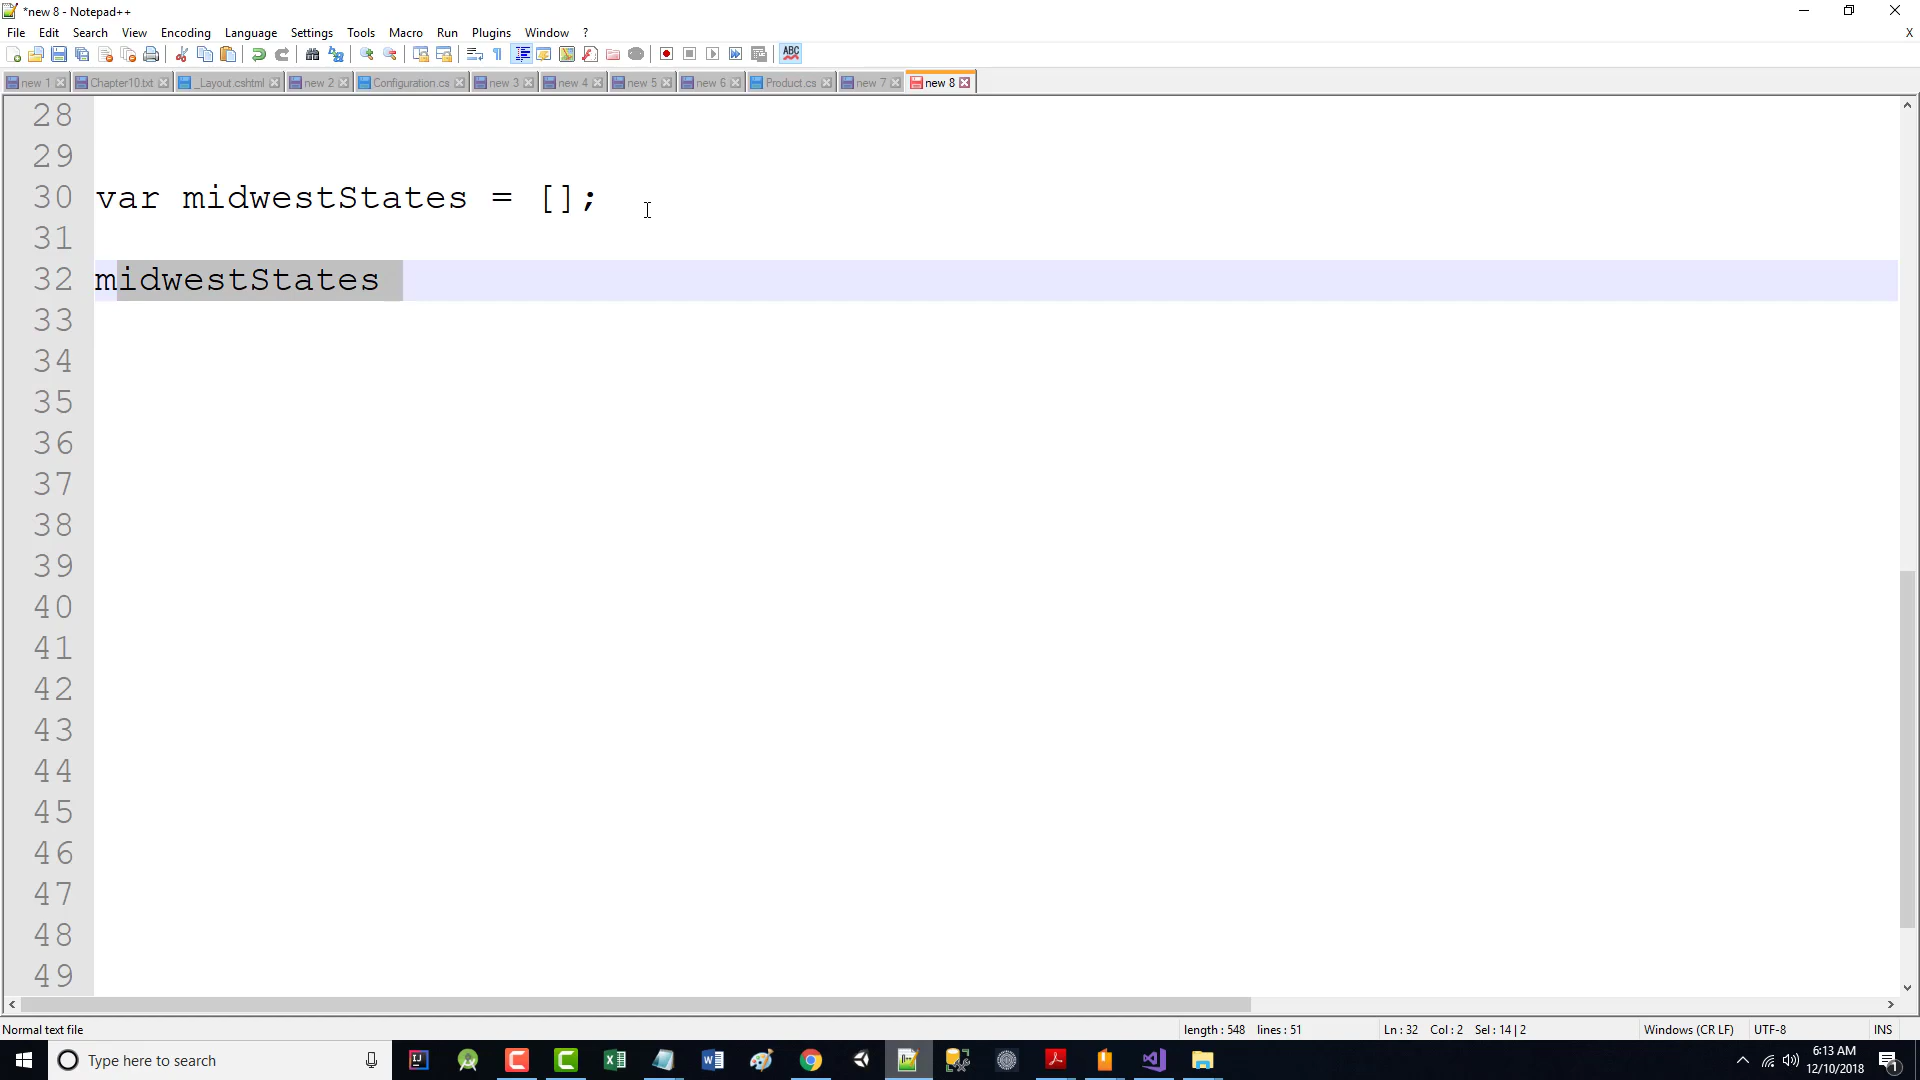 *new 8 - Notepad++
File Edit Search View Encoding Language Settings Tools Macro Run Plugins Window ? X
new 1 Chapter10.txt _Layout.cshtml new 2 Configuration.cs new 3 new 4 new 5 new 6 Product.cs new 7 new 8
28
29
30 var midwestStates = [];
31
32 midwestStates
33
34
35
36
37
38
39
40
41
42
43
44
45
46
47
48
49
Normal text file length : 548 lines : 51 Ln : 32 Col : 2 Sel : 14 | 2 Windows (CR LF) UTF-8 INS
Type here to search
6:13 AM
12/10/2018